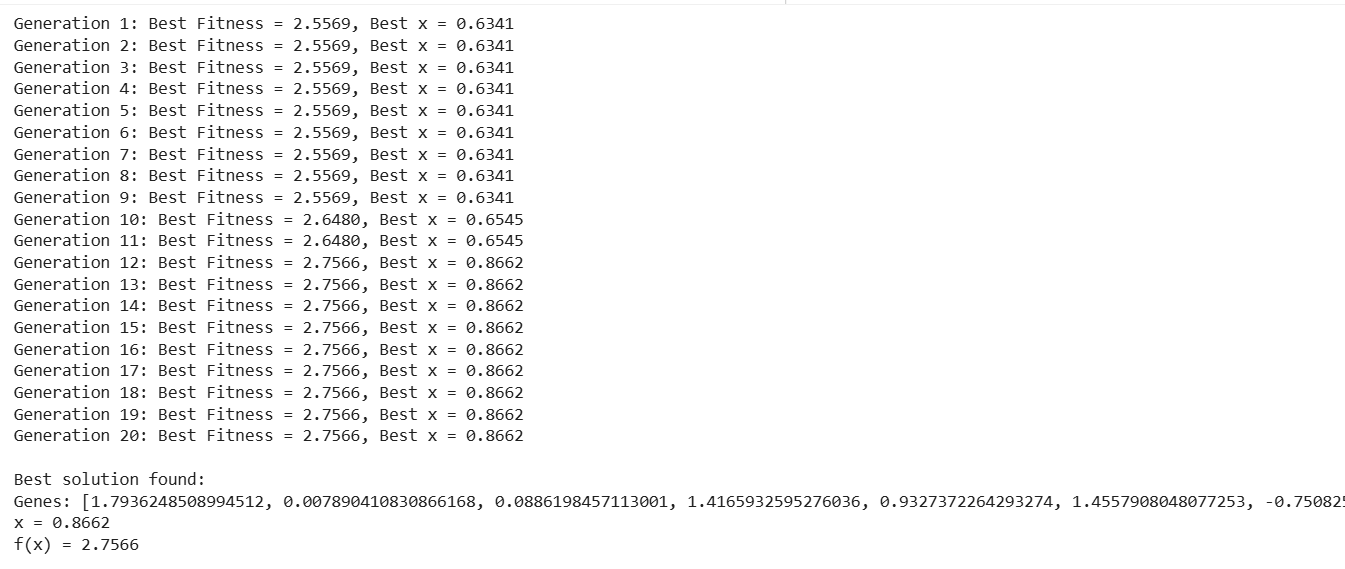 Generation 1: Best Fitness = 2.5569, Best x = 0.6341
Generation 2: Best Fitness = 2.5569, Best x = 0.6341
Generation 3: Best Fitness = 2.5569, Best x = 0.6341
Generation 4: Best Fitness = 2.5569, Best x = 0.6341
Generation 5: Best Fitness = 2.5569, Best x = 0.6341
Generation 6: Best Fitness = 2.5569, Best x = 0.6341
Generation 7: Best Fitness = 2.5569, Best x = 0.6341
Generation 8: Best Fitness = 2.5569, Best x = 0.6341
Generation 9: Best Fitness = 2.5569, Best x = 0.6341
Generation 10: Best Fitness = 2.6480, Best x = 0.6545
Generation 11: Best Fitness = 2.6480, Best x = 0.6545
Generation 12: Best Fitness = 2.7566, Best x = 0.8662
Generation 13: Best Fitness = 2.7566, Best x = 0.8662
Generation 14: Best Fitness = 2.7566, Best x = 0.8662
Generation 15: Best Fitness = 2.7566, Best x = 0.8662
Generation 16: Best Fitness = 2.7566, Best x = 0.8662
Generation 17: Best Fitness = 2.7566, Best x = 0.8662
Generation 18: Best Fitness = 2.7566, Best x = 0.8662
Generation 19: Best Fitness = 2.7566, Best x = 0.8662
Generation 20: Best Fitness = 2.7566, Best x = 0.8662
Best solution found:
Genes: [1.7936248508994512, 0.007890410830866168, 0.0886198457113001, 1.4165932595276036, 0.9327372264293274, 1.4557908048077253, -0.75082
x = 0.8662
f(x) = 2.7566